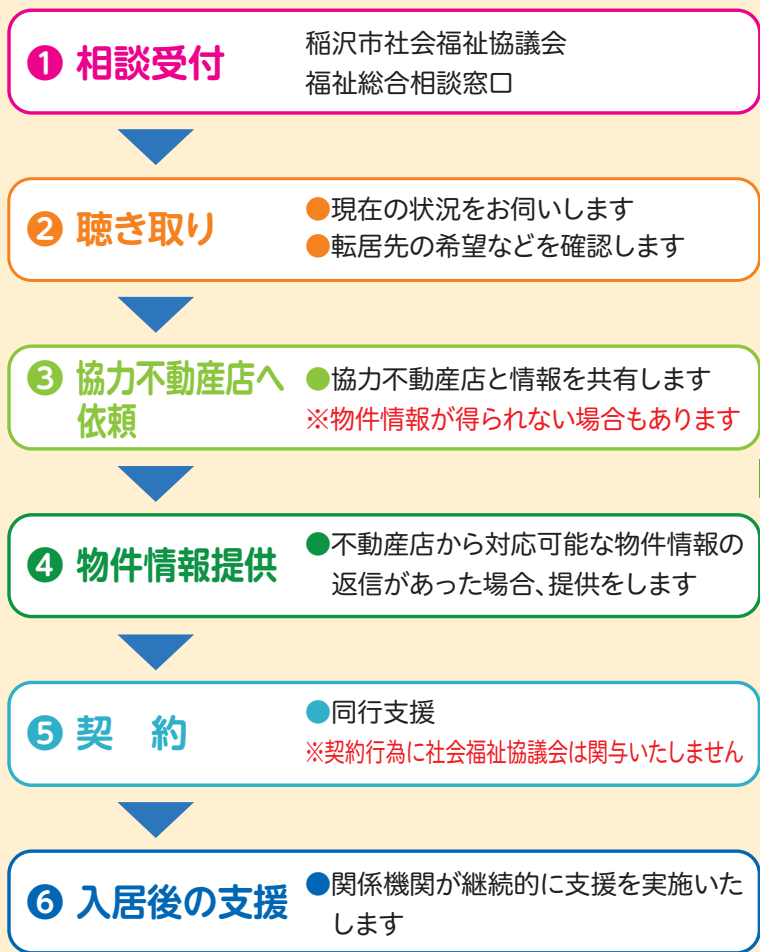 ❶ 相談受付
稲沢市社会福祉協議会
福祉総合相談窓口
❷ 聴き取り
●現在の状況をお伺いします
●転居先の希望などを確認します
❸ 協力不動産店へ
依頼
●協力不動産店と情報を共有します
※物件情報が得られない場合もあります
❹ 物件情報提供
●不動産店から対応可能な物件情報の
返信があった場合、提供をします
❺ 契　約
●同行支援
※契約行為に社会福祉協議会は関与いたしません
❻ 入居後の支援
●関係機関が継続的に支援を実施いた
します